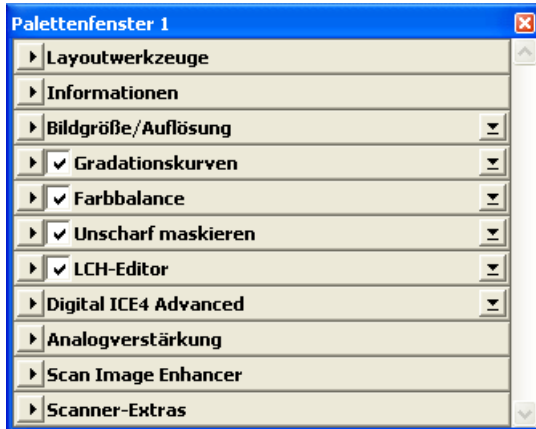 Palettenfenster 1
Layoutwerkzeuge
Informationen
Bildgröße/Auflösung
Gradationskurven
Farbbalance
Unscharf maskieren
LCH-Editor
Digital ICE4 Advanced
Analogverstärkung
Scan Image Enhancer
Scanner-Extras